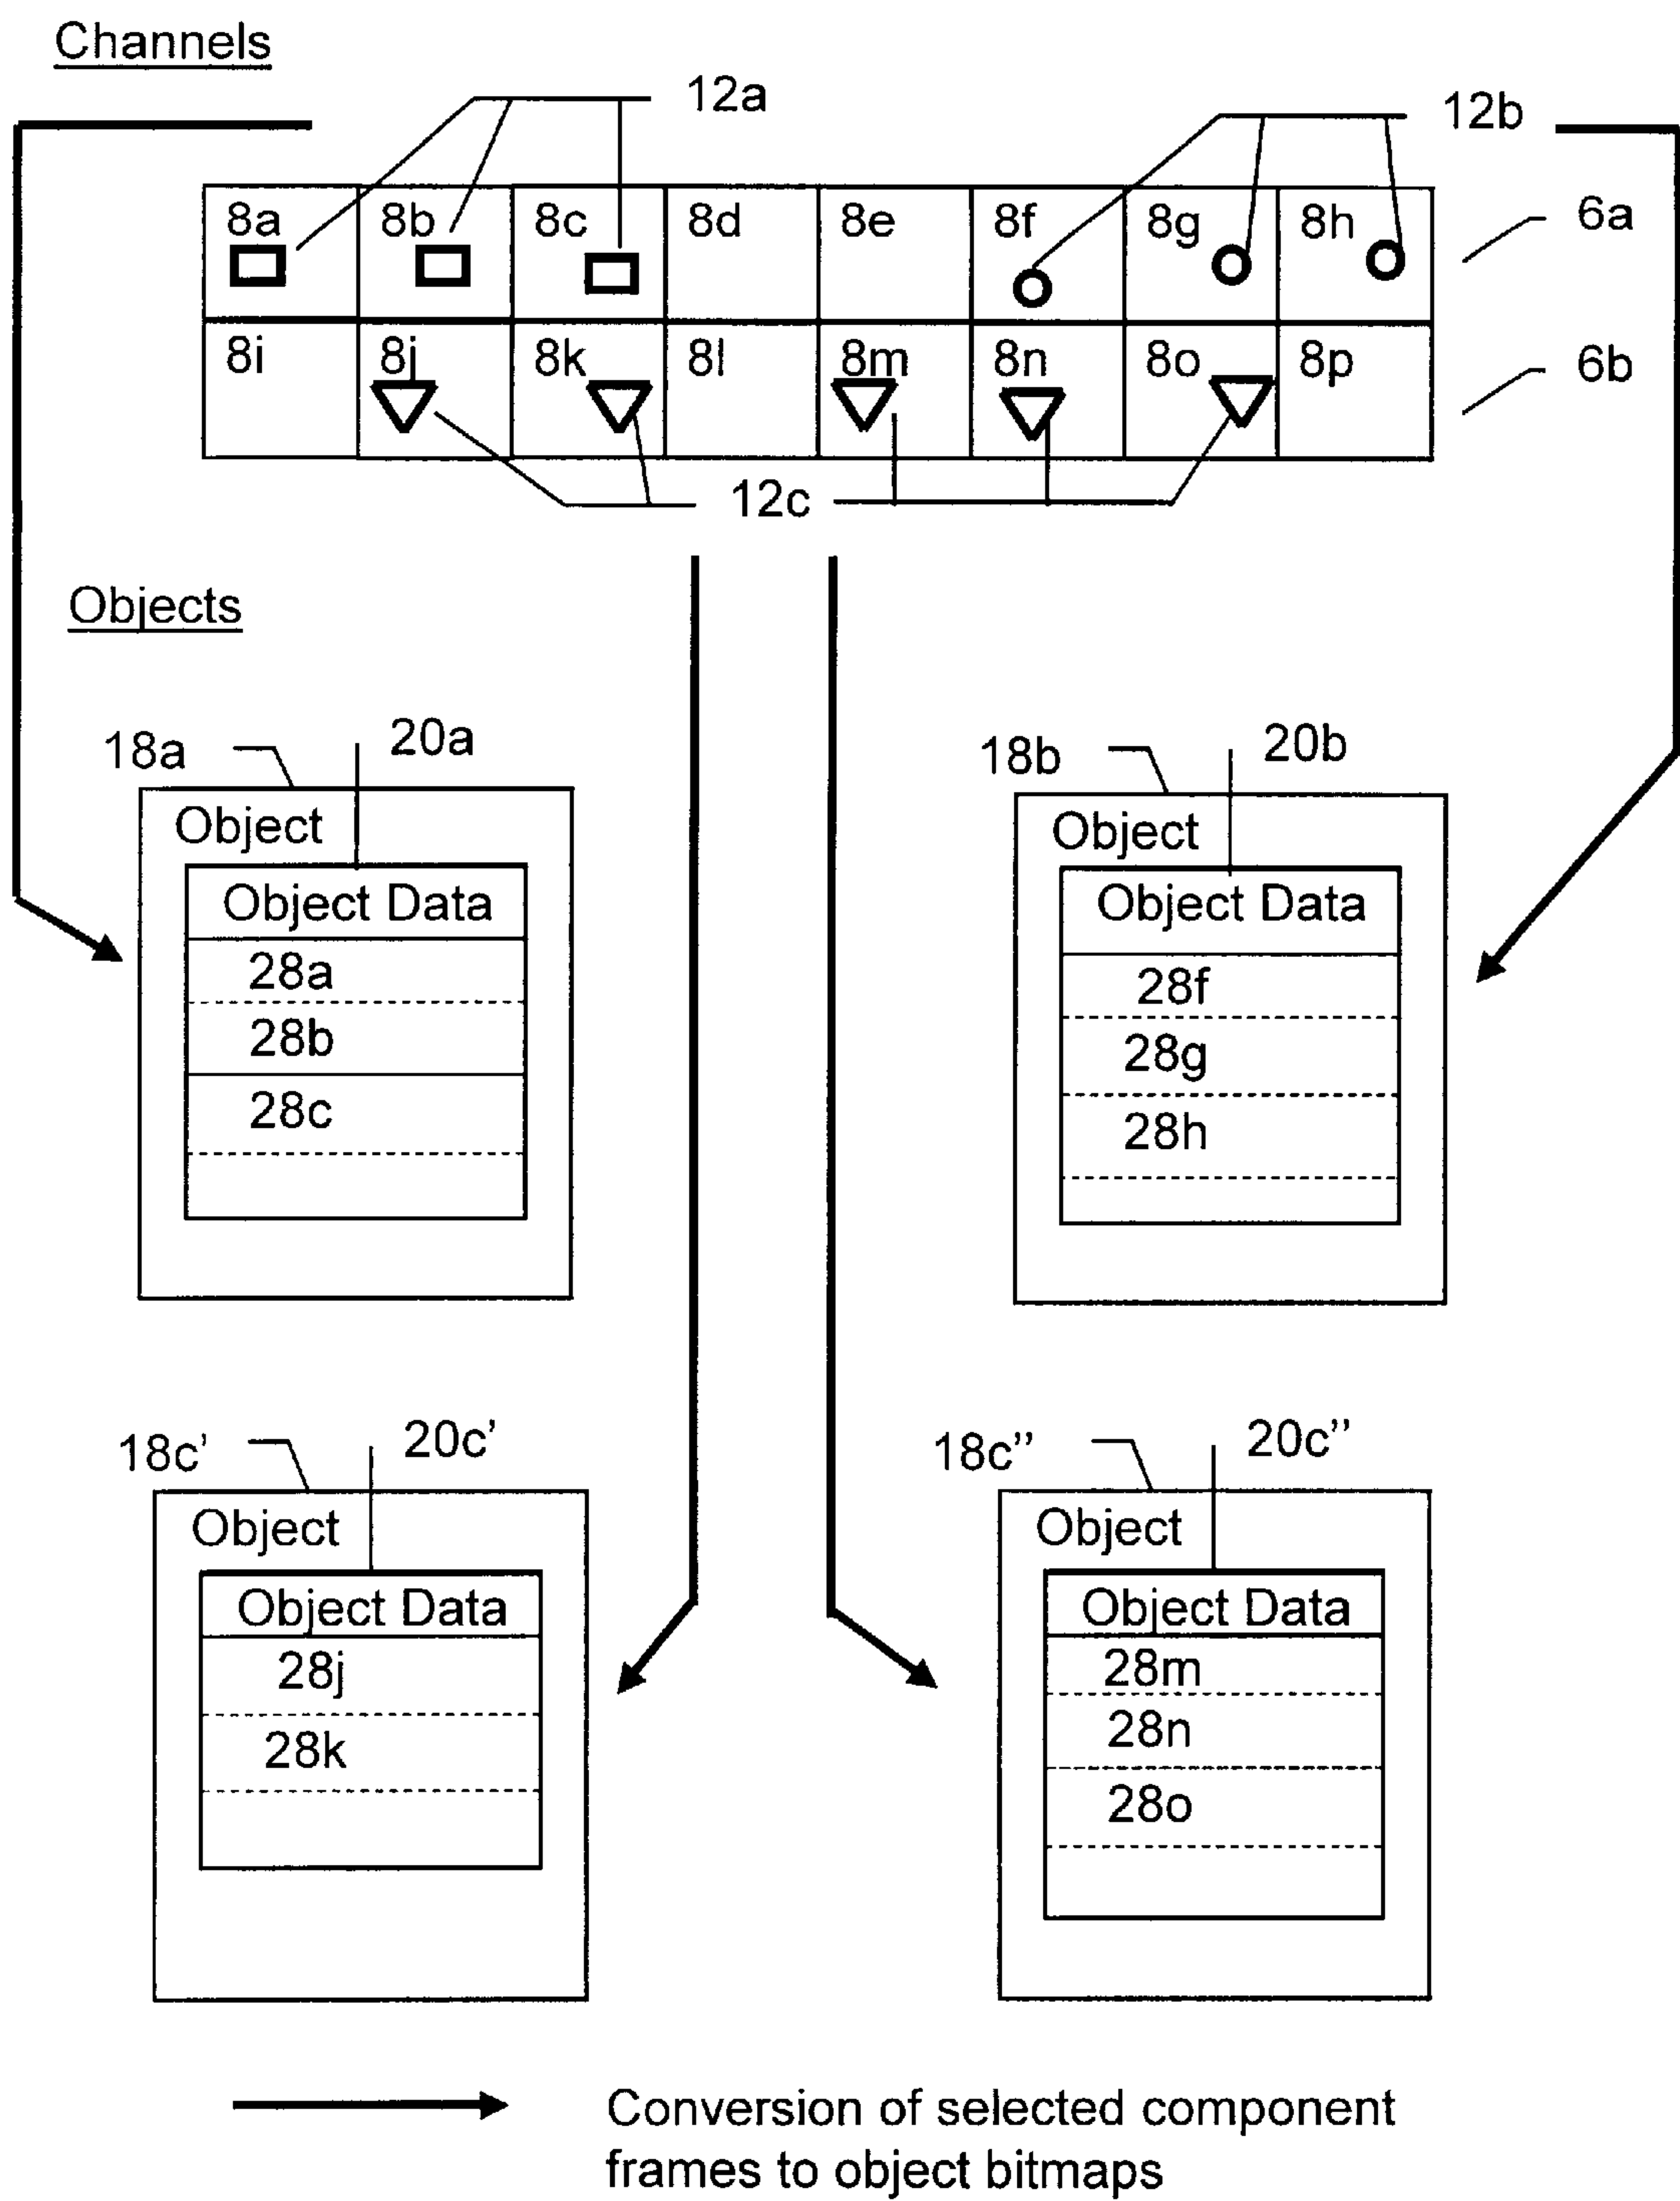 Channels
12a
12b
8a 8b 8c 8d 8e 8f 8g 8h
6a
8i 8j 8k 8l 8m 8n 8o 8p
6b
12c
Objects
18a 20a
18b 20b
Object
Object Data
28a
28b
28c
Object
Object Data
28f
28g
28h
18c’ 20c’
18c’’ 20c’’
Object
Object Data
28j
28k
Object
Object Data
28m
28n
28o
Conversion of selected component
frames to object bitmaps